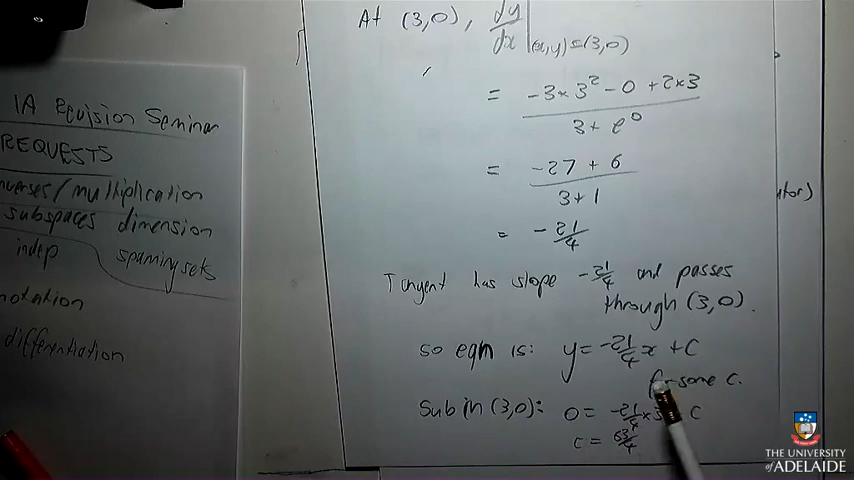 1A Revision Seminar
REQUESTS
nverses/multiplication
subspaces dimension
indep spanning sets
notation
differentiation
At (3,0), dy/dx |(x,y)=(3,0)
= (-3×3² - 0 + 2×3)/(3 + e⁰)
= (-27 + 6)/(3+1)
= -21/4
Tangent has slope -21/4 and passes
through (3,0).
so eqn is: y = -21/4 x + C
for some C.
Sub in (3,0): 0 = -21/4 × 3 C
C = 63/4
tor)
THE UNIVERSITY
of ADELAIDE